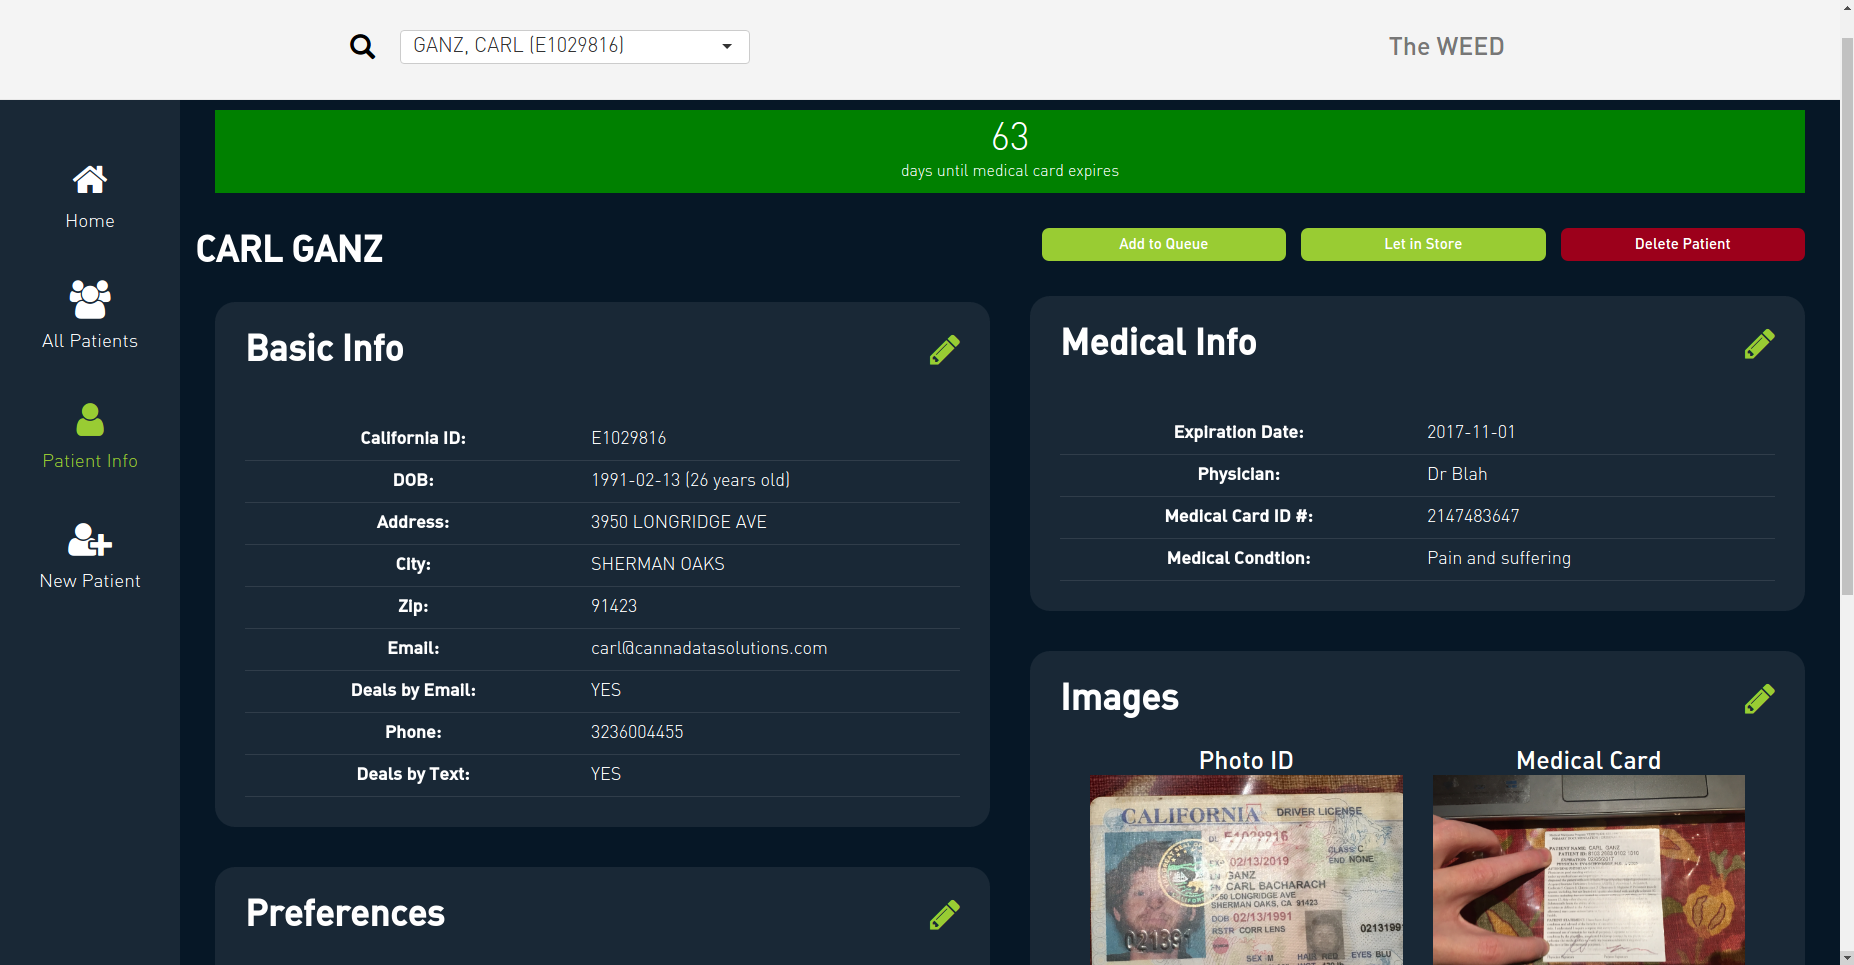 GANZ, CARL (E1029816)
The WEED
63
days until medical card expires
Home
All Patients
Patient Info
New Patient
CARL GANZ
Add to Queue
Let in Store
Delete Patient
Basic Info
California ID: E1029816
DOB: 1991-02-13 (26 years old)
Address: 3950 LONGRIDGE AVE
City: SHERMAN OAKS
Zip: 91423
Email: carl@cannadatasolutions.com
Deals by Email: YES
Phone: 3236004455
Deals by Text: YES
Preferences
Medical Info
Expiration Date: 2017-11-01
Physician: Dr Blah
Medical Card ID #: 2147483647
Medical Condtion: Pain and suffering
Images
Photo ID
CALIFORNIA DRIVER LICENSE
CLASS C
EXP 02/13/2019 END NONE
LN GANZ
FN CARL BACHARACH
3950 LONGRIDGE AVE
SHERMAN OAKS, CA 91423
DOB 02/13/1991
RSTR CORR LENS
021391
SEX M HAIR RED EYES BLU
Medical Card
PATIENT NAME: CARL GANZ